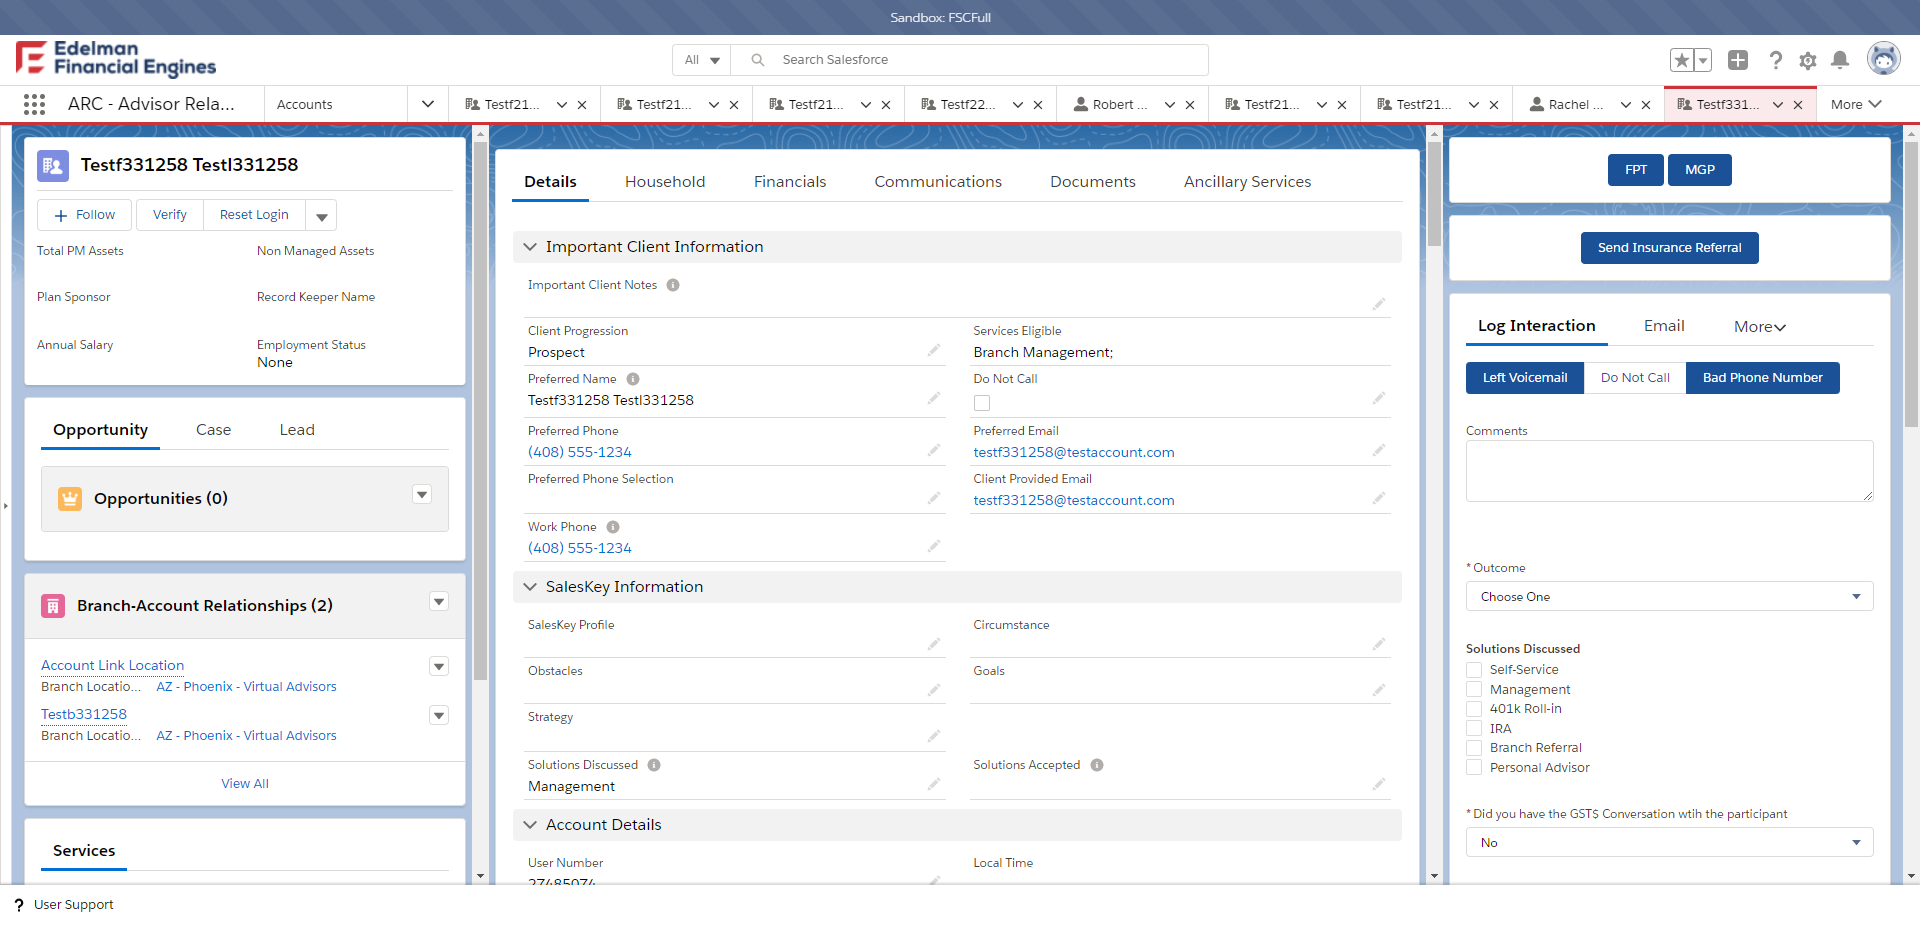 Sandbox: FSCFull
Edelman
Financial Engines
All
Search Salesforce
ARC - Advisor Rela...
Accounts
Testf21...
Testf21...
Testf21...
Testf22...
Robert ...
Testf21...
Testf21...
Rachel ...
Testf331...
More
Testf331258 Testl331258
Follow
Verify
Reset Login
Total PM Assets
Non Managed Assets
Plan Sponsor
Record Keeper Name
Annual Salary
Employment Status
None
Opportunity
Case
Lead
Opportunities (0)
Branch-Account Relationships (2)
Account Link Location
Branch Locatio... AZ - Phoenix - Virtual Advisors
Testb331258
Branch Locatio... AZ - Phoenix - Virtual Advisors
View All
Services
Details
Household
Financials
Communications
Documents
Ancillary Services
Important Client Information
Important Client Notes
Client Progression
Prospect
Services Eligible
Branch Management;
Preferred Name
Testf331258 Testl331258
Do Not Call
Preferred Phone
(408) 555-1234
Preferred Email
testf331258@testaccount.com
Preferred Phone Selection
Client Provided Email
testf331258@testaccount.com
Work Phone
(408) 555-1234
SalesKey Information
SalesKey Profile
Circumstance
Obstacles
Goals
Strategy
Solutions Discussed
Management
Solutions Accepted
Account Details
User Number
27485074
Local Time
FPT
MGP
Send Insurance Referral
Log Interaction
Email
More
Left Voicemail
Do Not Call
Bad Phone Number
Comments
* Outcome
Choose One
Solutions Discussed
Self-Service
Management
401k Roll-in
IRA
Branch Referral
Personal Advisor
* Did you have the GST$ Conversation wtih the participant
No
? User Support